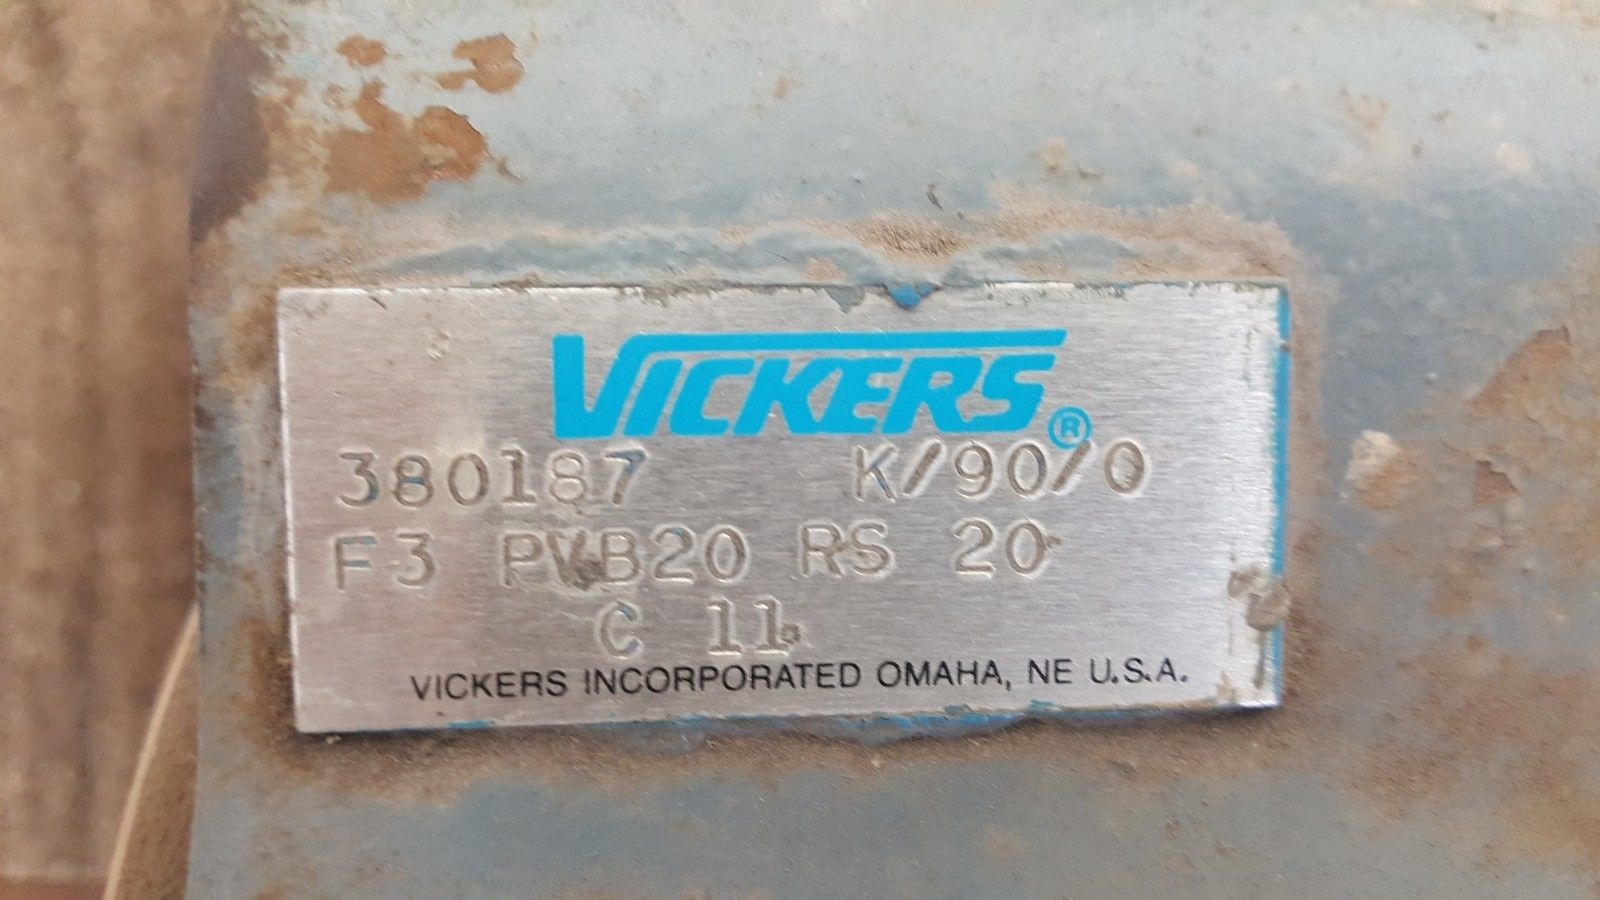 VICKERS®
380187 K/90/0
F3 PVB20 RS 20
C 11
VICKERS INCORPORATED OMAHA, NE U.S.A.